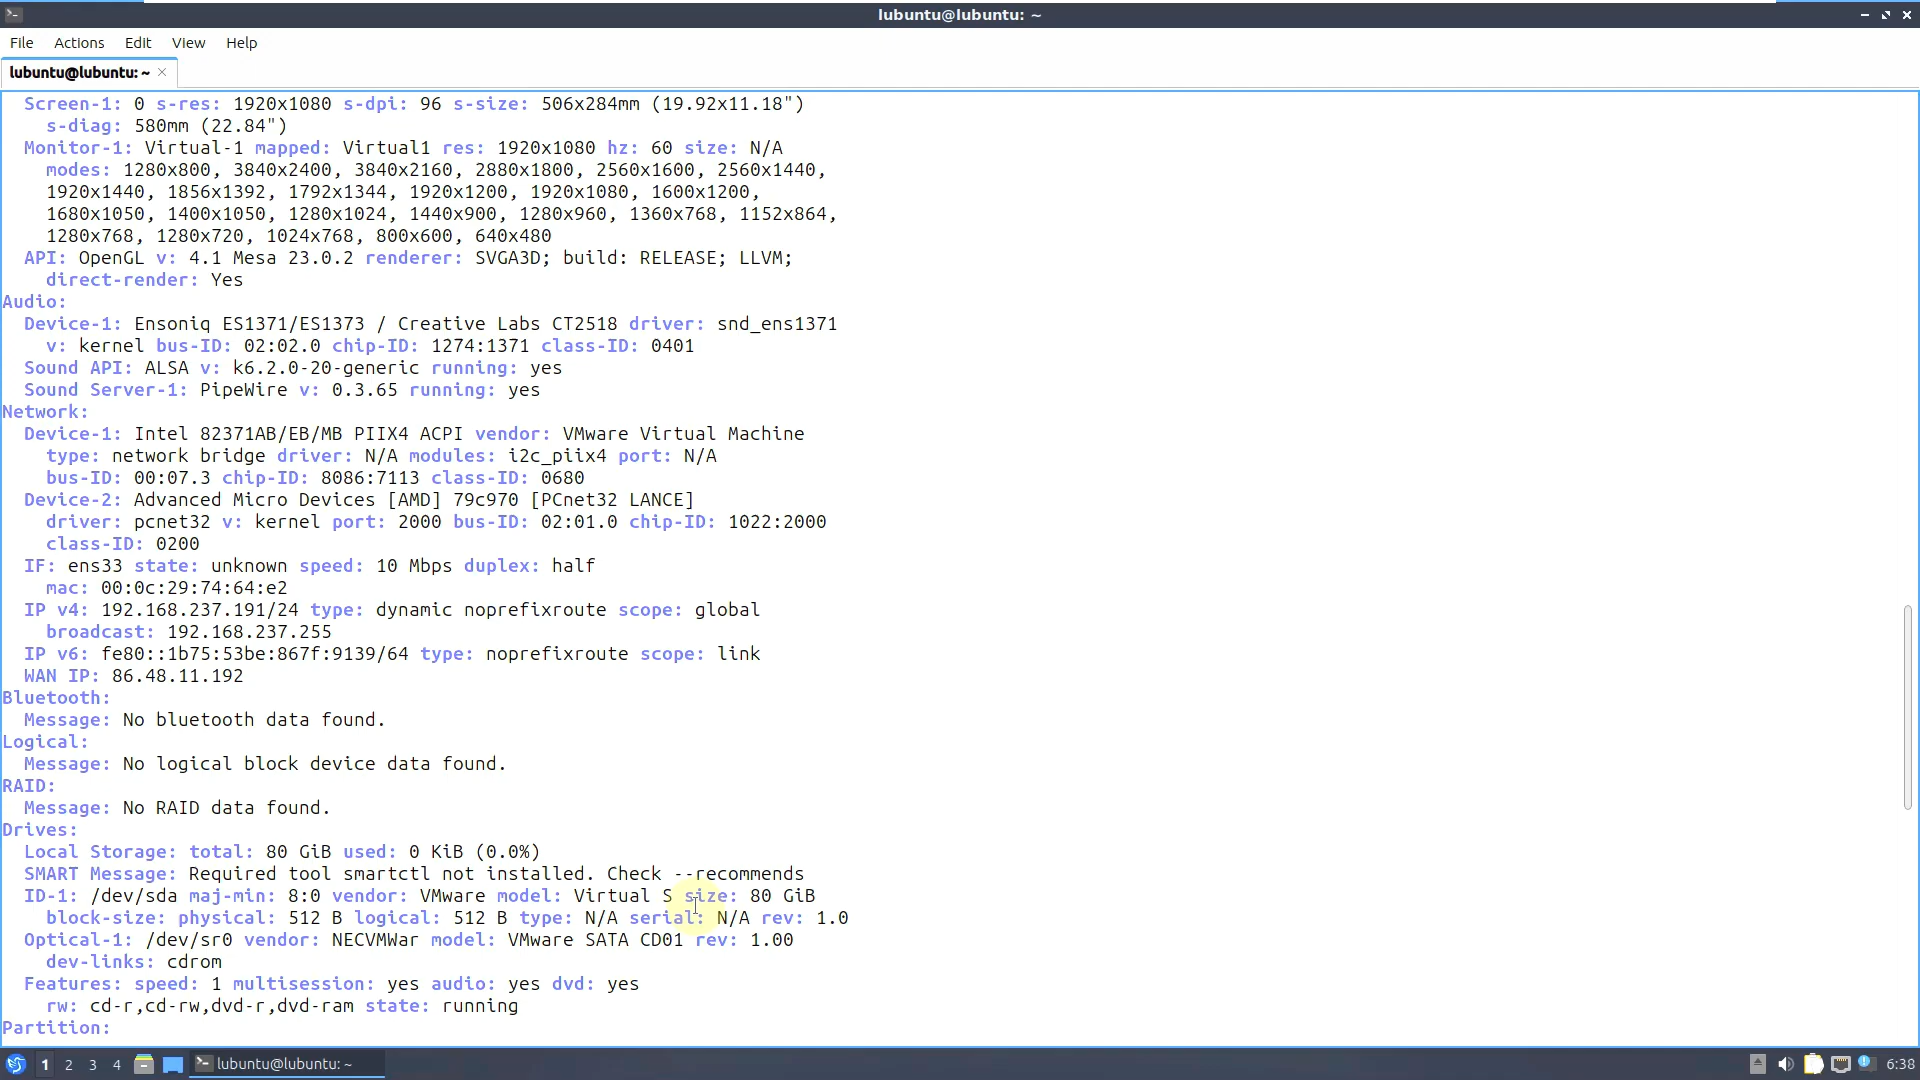 lubuntu@lubuntu: ~
File Actions Edit View Help
lubuntu@lubuntu: ~
Screen-1: 0 s-res: 1920x1080 s-dpi: 96 s-size: 506x284mm (19.92x11.18")
s-diag: 580mm (22.84")
Monitor-1: Virtual-1 mapped: Virtual1 res: 1920x1080 hz: 60 size: N/A
modes: 1280x800, 3840x2400, 3840x2160, 2880x1800, 2560x1600, 2560x1440,
1920x1440, 1856x1392, 1792x1344, 1920x1200, 1920x1080, 1600x1200,
1680x1050, 1400x1050, 1280x1024, 1440x900, 1280x960, 1360x768, 1152x864,
1280x768, 1280x720, 1024x768, 800x600, 640x480
API: OpenGL v: 4.1 Mesa 23.0.2 renderer: SVGA3D; build: RELEASE; LLVM;
direct-render: Yes
Audio:
Device-1: Ensoniq ES1371/ES1373 / Creative Labs CT2518 driver: snd_ens1371
v: kernel bus-ID: 02:02.0 chip-ID: 1274:1371 class-ID: 0401
Sound API: ALSA v: k6.2.0-20-generic running: yes
Sound Server-1: PipeWire v: 0.3.65 running: yes
Network:
Device-1: Intel 82371AB/EB/MB PIIX4 ACPI vendor: VMware Virtual Machine
type: network bridge driver: N/A modules: i2c_piix4 port: N/A
bus-ID: 00:07.3 chip-ID: 8086:7113 class-ID: 0680
Device-2: Advanced Micro Devices [AMD] 79c970 [PCnet32 LANCE]
driver: pcnet32 v: kernel port: 2000 bus-ID: 02:01.0 chip-ID: 1022:2000
class-ID: 0200
IF: ens33 state: unknown speed: 10 Mbps duplex: half
mac: 00:0c:29:74:64:e2
IP v4: 192.168.237.191/24 type: dynamic noprefixroute scope: global
broadcast: 192.168.237.255
IP v6: fe80::1b75:53be:867f:9139/64 type: noprefixroute scope: link
WAN IP: 86.48.11.192
Bluetooth:
Message: No bluetooth data found.
Logical:
Message: No logical block device data found.
RAID:
Message: No RAID data found.
Drives:
Local Storage: total: 80 GiB used: 0 KiB (0.0%)
SMART Message: Required tool smartctl not installed. Check --recommends
ID-1: /dev/sda maj-min: 8:0 vendor: VMware model: Virtual S size: 80 GiB
block-size: physical: 512 B logical: 512 B type: N/A serial: N/A rev: 1.0
Optical-1: /dev/sr0 vendor: NECVMWar model: VMware SATA CD01 rev: 1.00
dev-links: cdrom
Features: speed: 1 multisession: yes audio: yes dvd: yes
rw: cd-r,cd-rw,dvd-r,dvd-ram state: running
Partition:
1 2 3 4 lubuntu@lubuntu: ~ 6:38